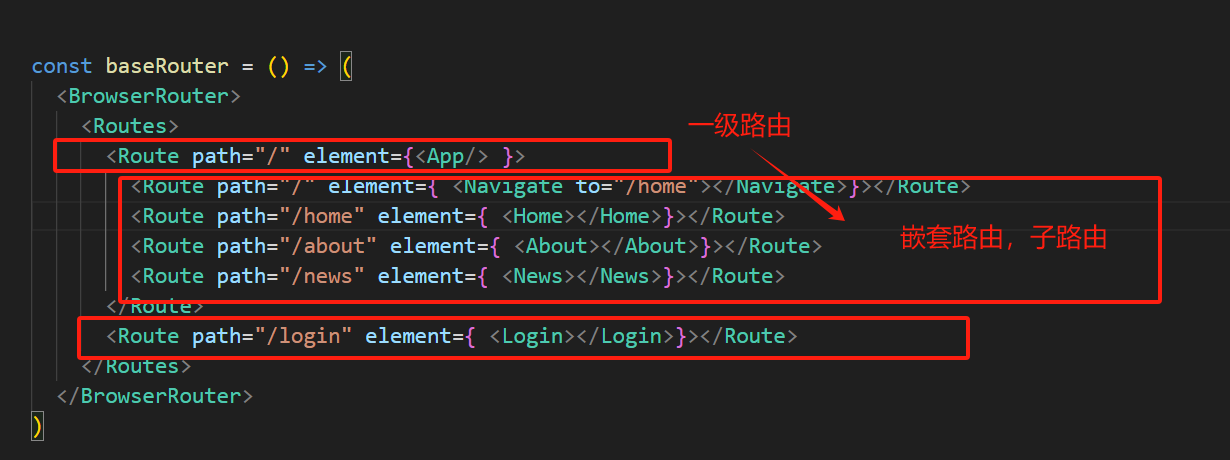 const baseRouter = () => (
<BrowserRouter>
<Routes>
一级路由
<Route path="/" element={<App/> }>
<Route path="/" element={ <Navigate to="/home"></Navigate>}></Route>
<Route path="/home" element={ <Home></Home>}></Route>
嵌套路由，子路由
<Route path="/about" element={ <About></About>}></Route>
<Route path="/news" element={ <News></News>}></Route>
</Route>
<Route path="/login" element={ <Login></Login>}></Route>
</Routes>
</BrowserRouter>
)